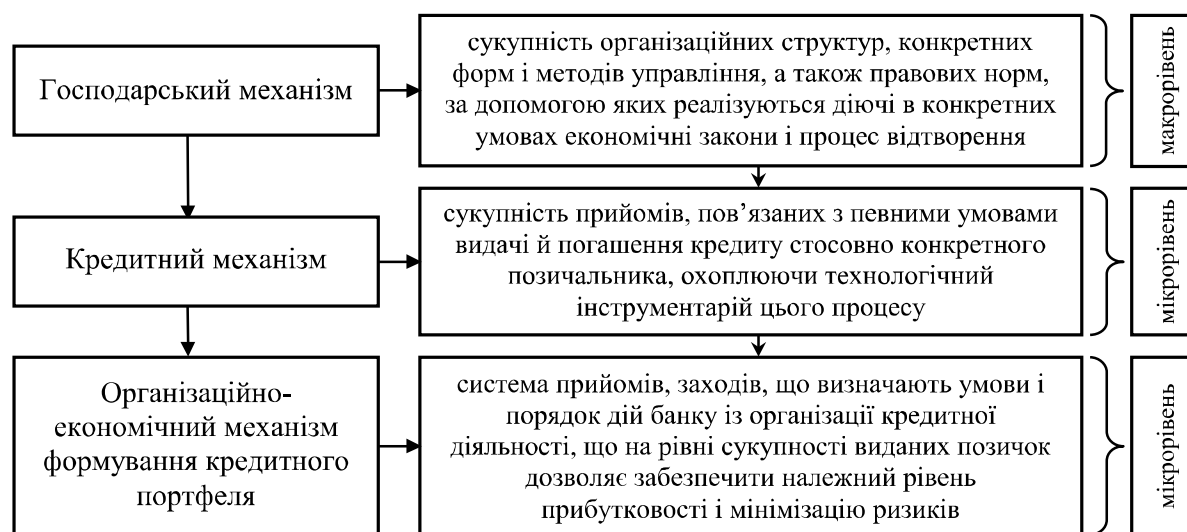 Господарський механізм
сукупність організаційних структур, конкретних
форм і методів управління, а також правових норм,
за допомогою яких реалізуються діючі в конкретних
умовах економічні закони і процес відтворення
макрорівень
Кредитний механізм
сукупність прийомів, пов’язаних з певними умовами
видачі й погашення кредиту стосовно конкретного
позичальника, охоплюючи технологічний
інструментарій цього процесу
мікрорівень
Організаційно-
економічний механізм
формування кредитного
портфеля
система прийомів, заходів, що визначають умови і
порядок дій банку із організації кредитної
діяльності, що на рівні сукупності виданих позичок
дозволяє забезпечити належний рівень
прибутковості і мінімізацію ризиків
мікрорівень